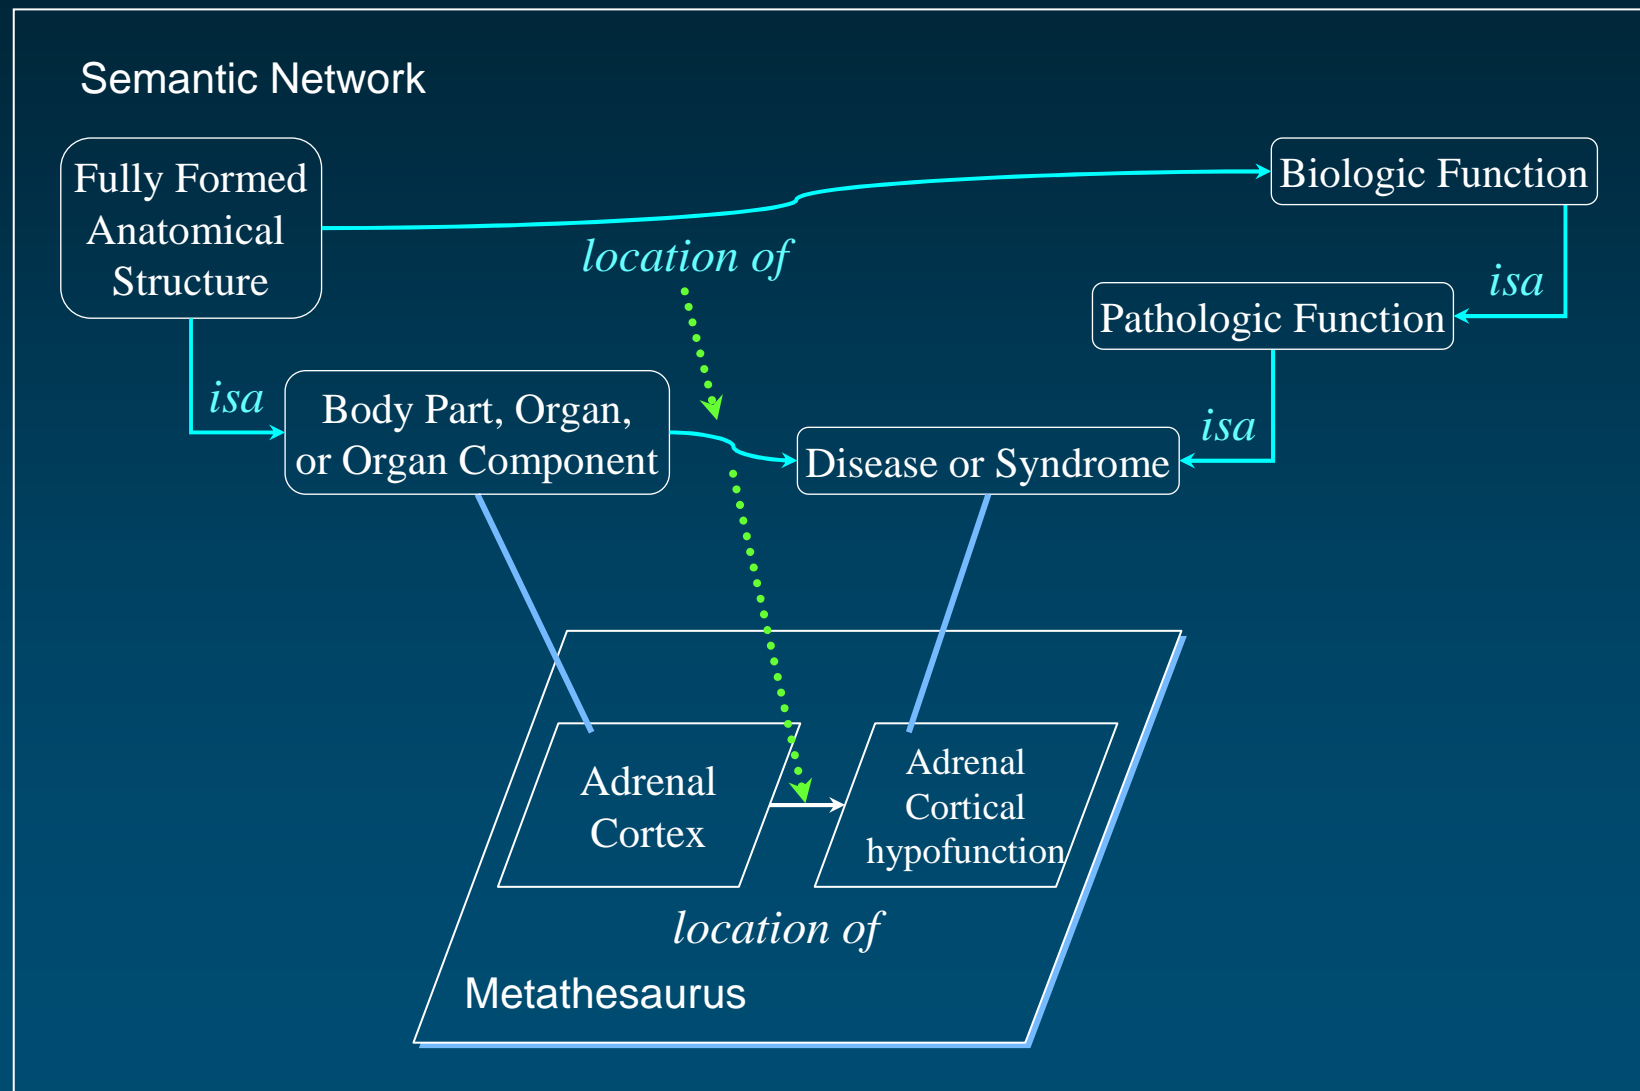 Semantic Network
Fully Formed
Anatomical
Structure
Biologic Function
location of
isa
Pathologic Function
isa
Body Part, Organ,
or Organ Component
isa
Disease or Syndrome
Adrenal
Cortex
Adrenal
Cortical
hypofunction
location of
Metathesaurus